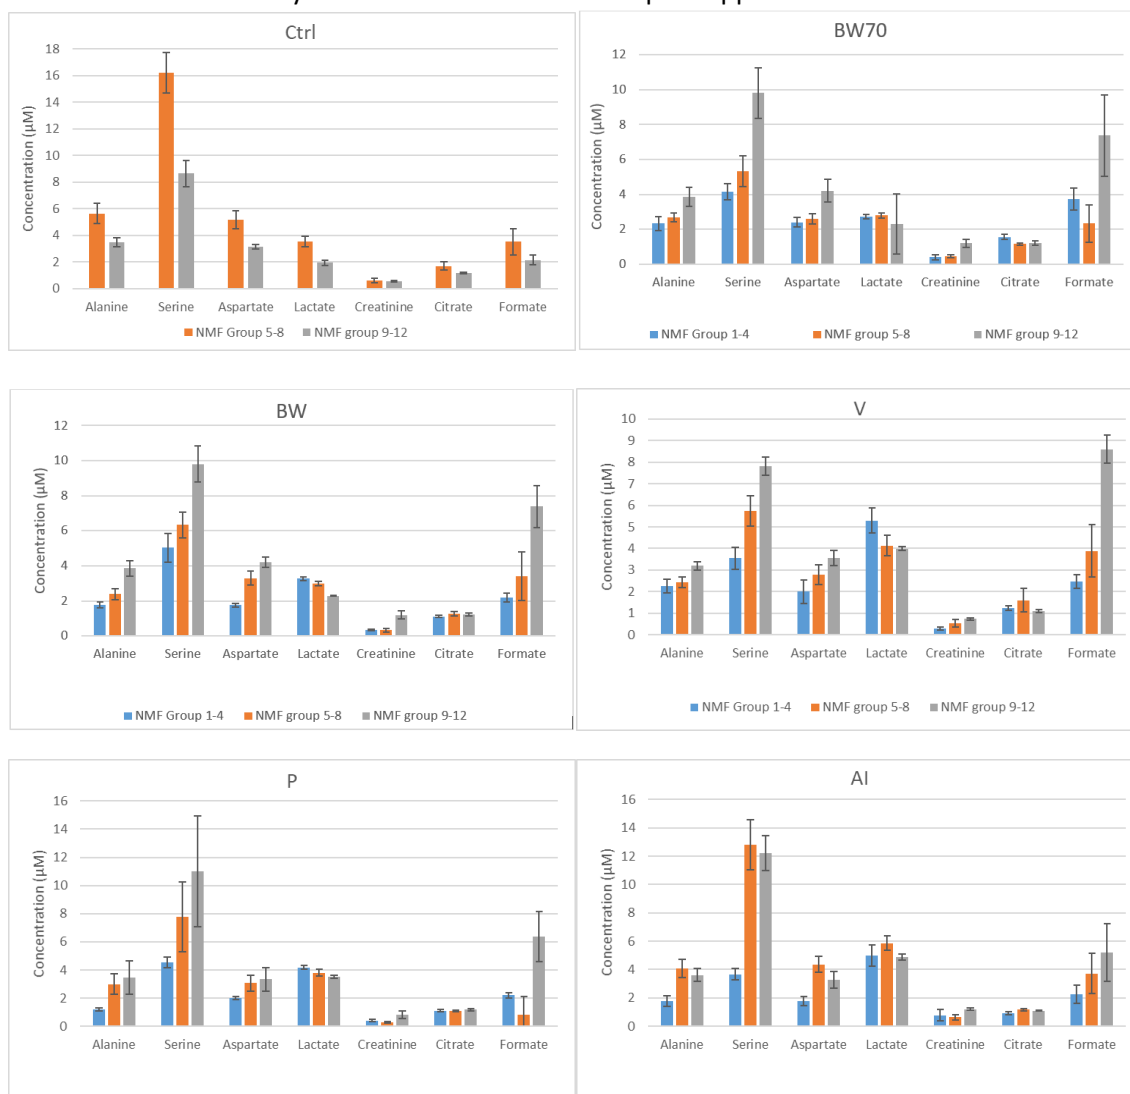 Ctrl
Concentration (µM)
18
16
14
12
10
8
6
4
2
0
Alanine Serine Aspartate Lactate Creatinine Citrate Formate
NMF Group 5-8 NMF group 9-12
BW70
Concentration (µM)
12
10
8
6
4
2
0
Alanine Serine Aspartate Lactate Creatinine Citrate Formate
NMF Group 1-4 NMF group 5-8 NMF group 9-12
BW
Concentration (µM)
12
10
8
6
4
2
0
Alanine Serine Aspartate Lactate Creatinine Citrate Formate
NMF Group 1-4 NMF group 5-8 NMF group 9-12
V
Concentration (µM)
10
9
8
7
6
5
4
3
2
1
0
Alanine Serine Aspartate Lactate Creatinine Citrate Formate
NMF Group 1-4 NMF group 5-8 NMF group 9-12
P
Concentration (µM)
16
14
12
10
8
6
4
2
0
Alanine Serine Aspartate Lactate Creatinine Citrate Formate
AI
Concentration (µM)
16
14
12
10
8
6
4
2
0
Alanine Serine Aspartate Lactate Creatinine Citrate Formate